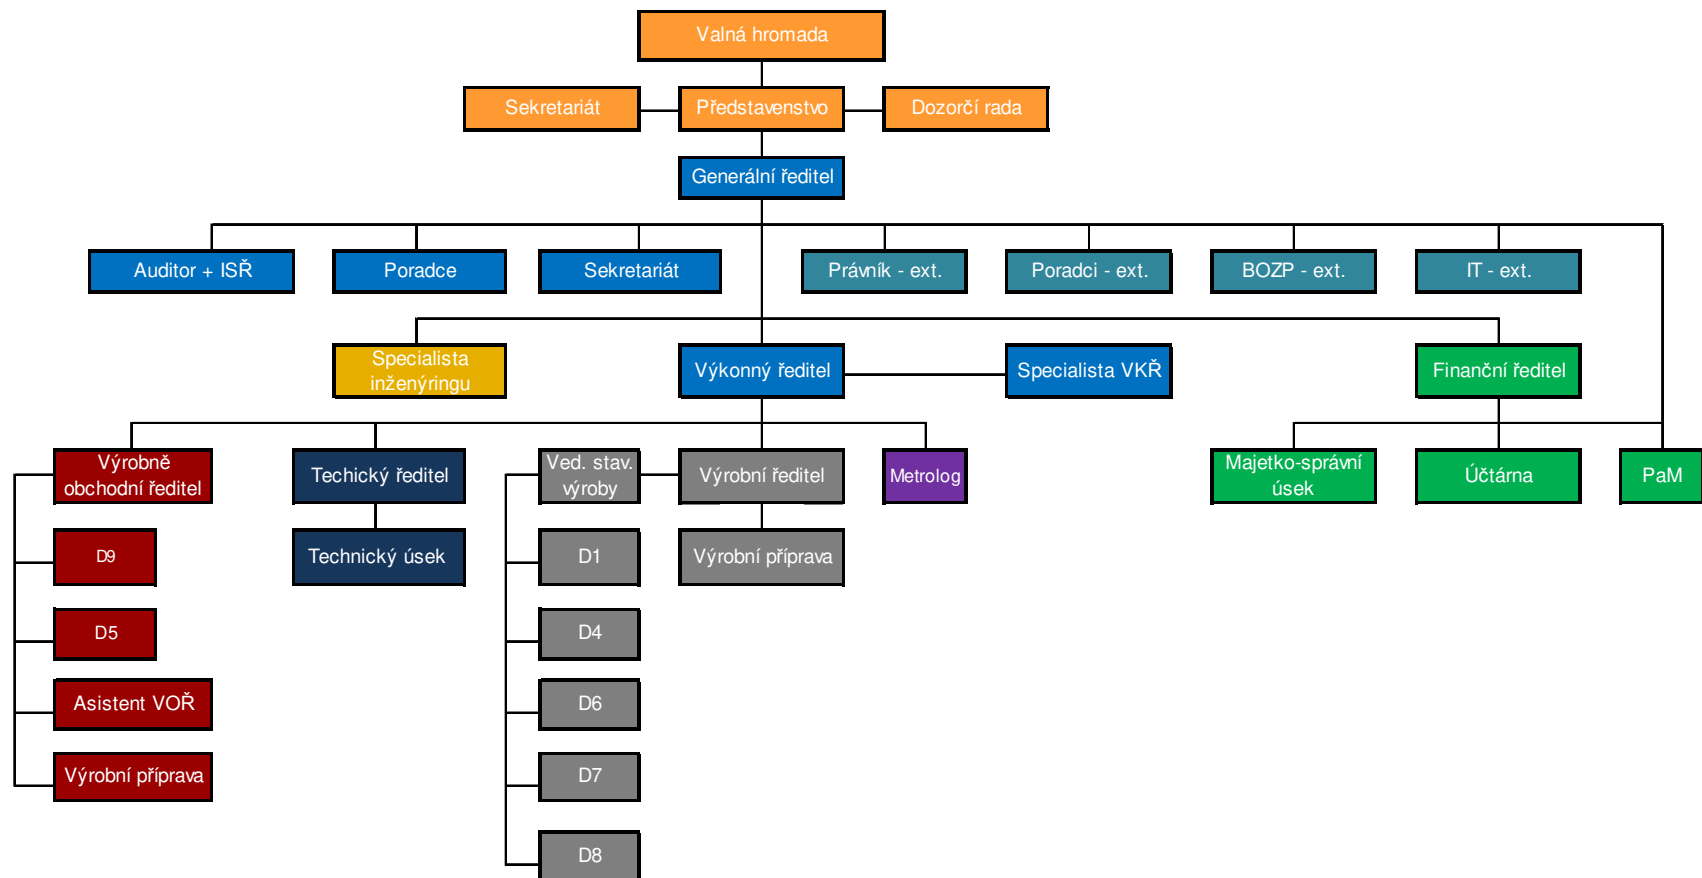 Valná hromada
Sekretariát
Představenstvo
Dozorčí rada
Generální ředitel
Auditor + ISŘ
Poradce
Sekretariát
Právník - ext.
Poradci - ext.
BOZP - ext.
IT - ext.
Specialista
inženýringu
Výkonný ředitel
Specialista VKŘ
Finanční ředitel
Výrobně
obchodní ředitel
Techický ředitel
Ved. stav.
výroby
Výrobní ředitel
Metrolog
Majetko-správní
úsek
Účtárna
PaM
D9
Technický úsek
D1
Výrobní příprava
D5
D4
Asistent VOŘ
D6
Výrobní příprava
D7
D8